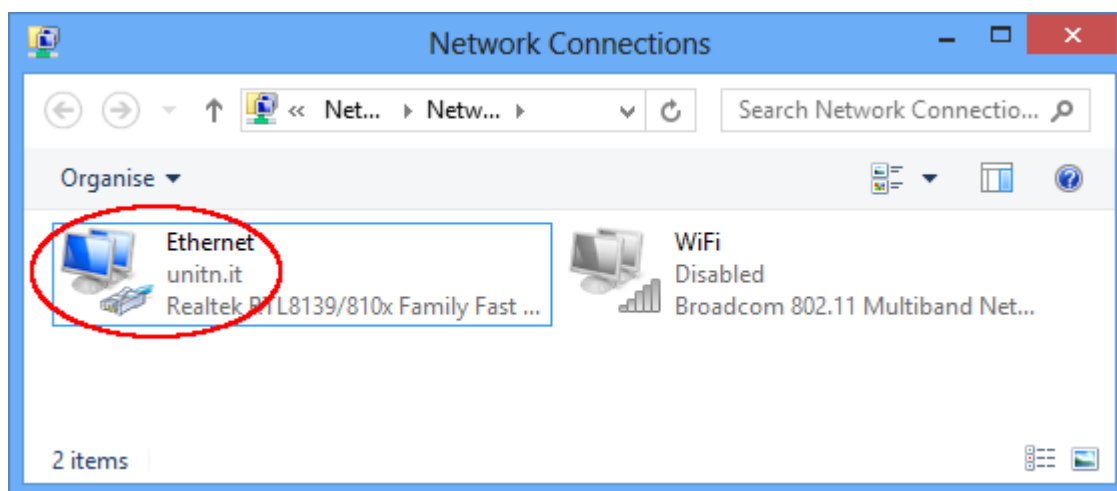 Network Connections
« Net... Netw...
Search Network Connectio...
Organise
Ethernet
unitn.it
Realtek RTL8139/810x Family Fast ...
WiFi
Disabled
Broadcom 802.11 Multiband Net...
2 items